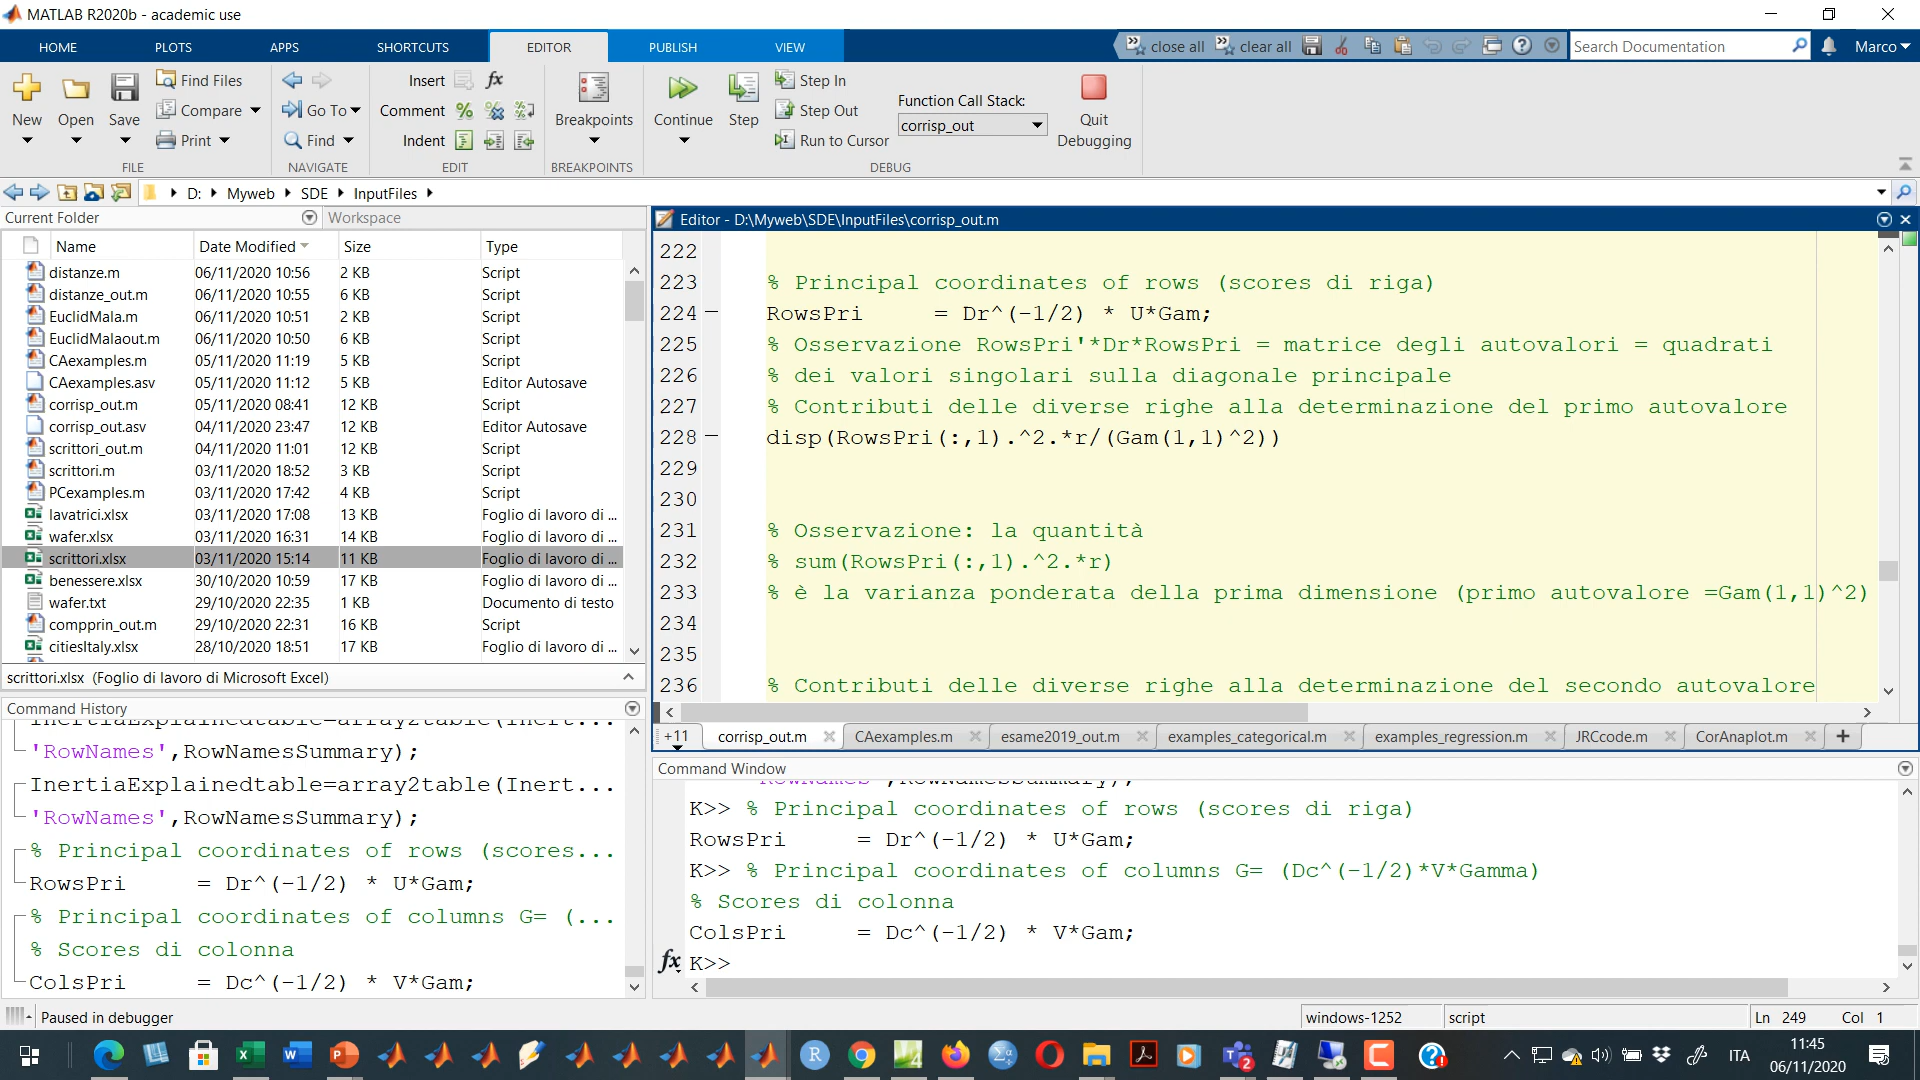 MATLAB R2020b - academic use
HOME PLOTS APPS SHORTCUTS EDITOR PUBLISH VIEW close all clear all Search Documentation Marco
New Open Save Find Files Compare Print
Go To Find
Insert fx
Comment
Indent
Breakpoints Continue Step Step In Step Out Run to Cursor
Function Call Stack:
corrisp_out
Quit Debugging
FILE NAVIGATE EDIT BREAKPOINTS DEBUG
D: Myweb SDE InputFiles
Current Folder Workspace
Name Date Modified Size Type
distanze.m 06/11/2020 10:56 2 KB Script
distanze_out.m 06/11/2020 10:55 6 KB Script
EuclidMala.m 06/11/2020 10:51 2 KB Script
EuclidMalaout.m 06/11/2020 10:50 6 KB Script
CAexamples.m 05/11/2020 11:19 5 KB Script
CAexamples.asv 05/11/2020 11:12 5 KB Editor Autosave
corrisp_out.m 05/11/2020 08:41 12 KB Script
corrisp_out.asv 04/11/2020 23:47 12 KB Editor Autosave
scrittori_out.m 04/11/2020 11:01 12 KB Script
scrittori.m 03/11/2020 18:52 3 KB Script
PCexamples.m 03/11/2020 17:42 4 KB Script
lavatrici.xlsx 03/11/2020 17:08 13 KB Foglio di lavoro di ...
wafer.xlsx 03/11/2020 16:31 14 KB Foglio di lavoro di ...
scrittori.xlsx 03/11/2020 15:14 11 KB Foglio di lavoro di ...
benessere.xlsx 30/10/2020 10:59 17 KB Foglio di lavoro di ...
wafer.txt 29/10/2020 22:35 1 KB Documento di testo
compprin_out.m 29/10/2020 22:31 16 KB Script
citiesItaly.xlsx 28/10/2020 18:51 17 KB Foglio di lavoro di ...
scrittori.xlsx (Foglio di lavoro di Microsoft Excel)
Command History
InertiaExplainedtable=array2table(Inert...
'RowNames',RowNamesSummary);
InertiaExplainedtable=array2table(Inert...
'RowNames',RowNamesSummary);
% Principal coordinates of rows (scores...
RowsPri = Dr^(-1/2) * U*Gam;
% Principal coordinates of columns G= (...
% Scores di colonna
ColsPri = Dc^(-1/2) * V*Gam;
Editor - D:\Myweb\SDE\InputFiles\corrisp_out.m
222
223 % Principal coordinates of rows (scores di riga)
224 – RowsPri = Dr^(-1/2) * U*Gam;
225 % Osservazione RowsPri'*Dr*RowsPri = matrice degli autovalori = quadrati
226 % dei valori singolari sulla diagonale principale
227 % Contributi delle diverse righe alla determinazione del primo autovalore
228 – disp(RowsPri(:,1).^2.*r/(Gam(1,1)^2))
229
230
231 % Osservazione: la quantità
232 % sum(RowsPri(:,1).^2.*r)
233 % è la varianza ponderata della prima dimensione (primo autovalore =Gam(1,1)^2)
234
235
236 % Contributi delle diverse righe alla determinazione del secondo autovalore
+11 corrisp_out.m CAexamples.m esame2019_out.m examples_categorical.m examples_regression.m JRCcode.m CorAnaplot.m +
Command Window
'RowNames',RowNamesSummary);
K>> % Principal coordinates of rows (scores di riga)
RowsPri = Dr^(-1/2) * U*Gam;
K>> % Principal coordinates of columns G= (Dc^(-1/2)*V*Gamma)
% Scores di colonna
ColsPri = Dc^(-1/2) * V*Gam;
fx K>>
Paused in debugger windows-1252 script Ln 249 Col 1
ITA 11:45
06/11/2020